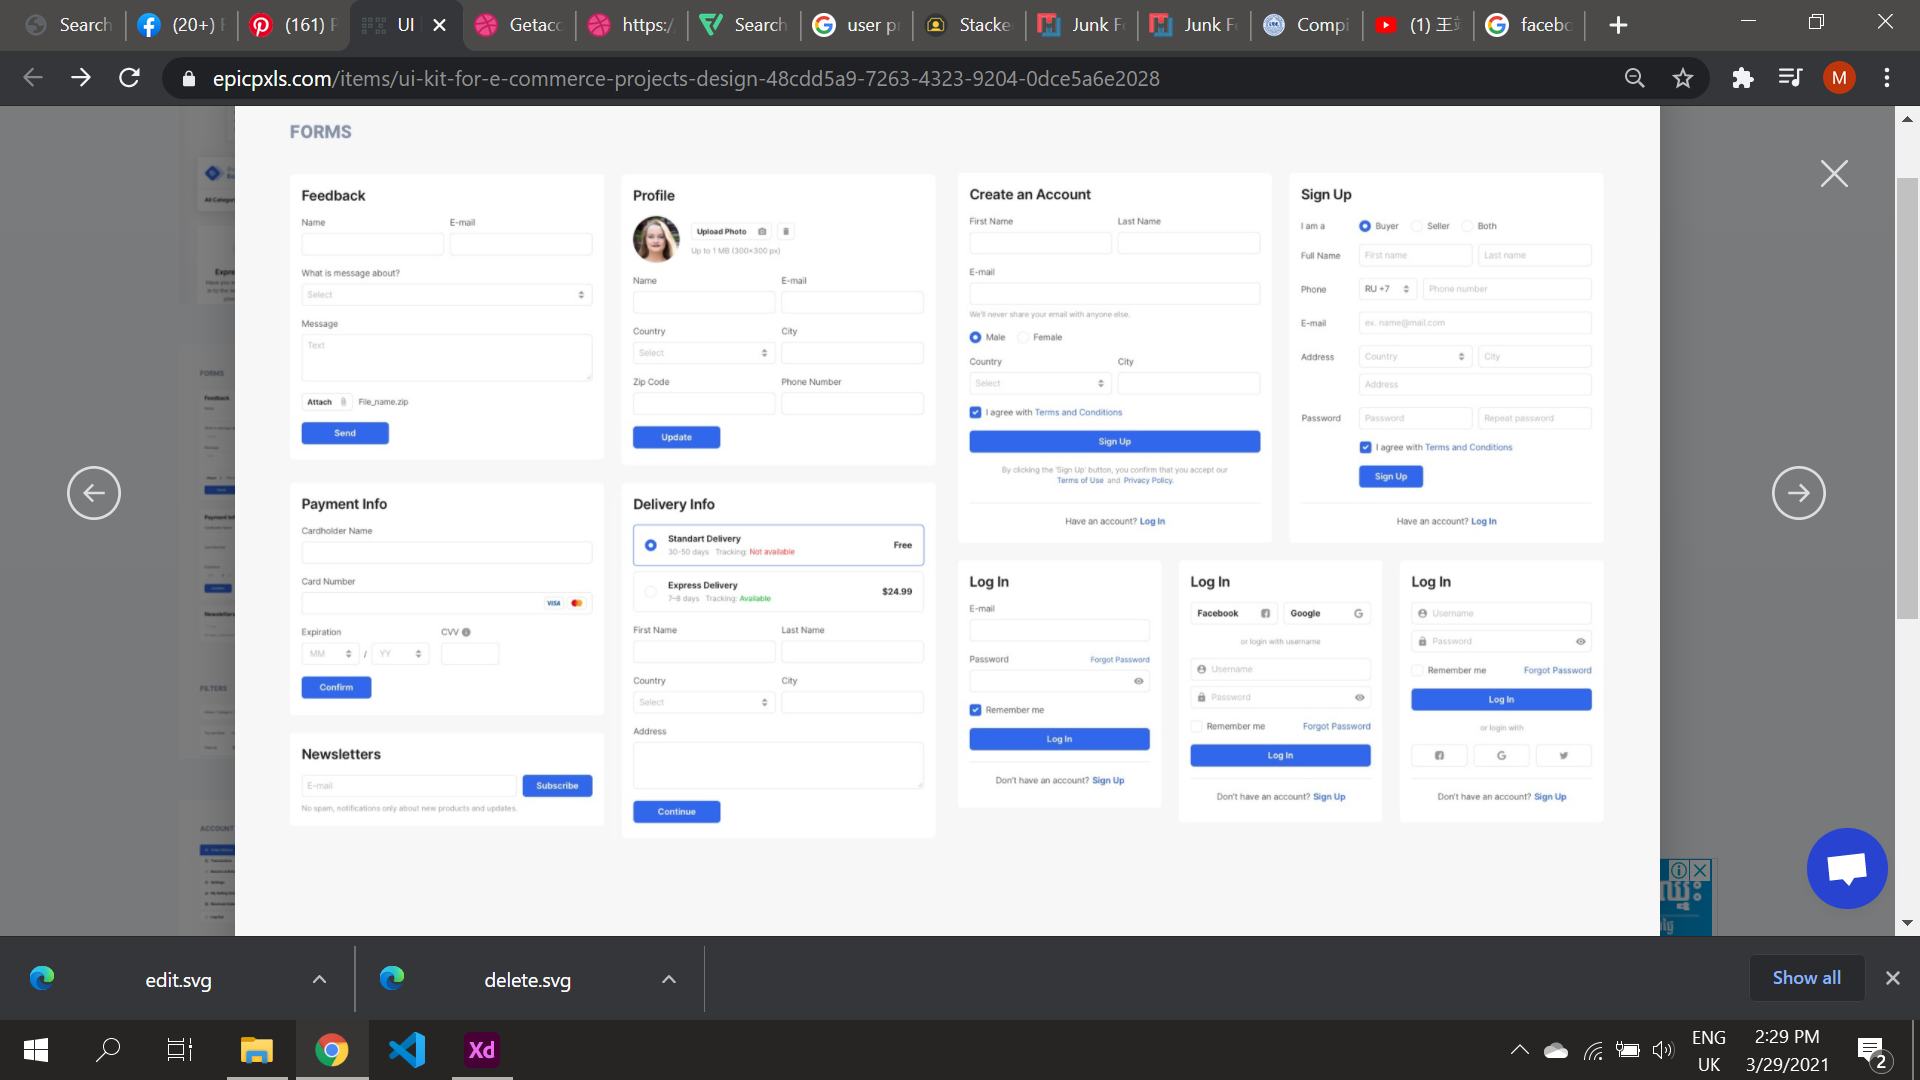 Search
(20+)
(161)
UI
Getacc
https:/
Search
user p
Stacke
Junk F
Junk F
Compi
(1) 王
facebo
epicpxls.com/items/ui-kit-for-e-commerce-projects-design-48cdd5a9-7263-4323-9204-0dce5a6e2028
M
FORMS
Feedback
Name
E-mail
What is message about?
Select
Message
Text
Attach
File_name.zip
Send
Profile
Upload Photo
Up to 1 MB (300×300 px)
Name
E-mail
Country
City
Select
Zip Code
Phone Number
Update
Create an Account
First Name
Last Name
E-mail
We'll never share your email with anyone else.
Male
Female
Country
City
Select
I agree with Terms and Conditions
Sign Up
By clicking the 'Sign Up' button, you confirm that you accept our
Terms of Use and Privacy Policy.
Have an account? Log In
Sign Up
I am a
Buyer
Seller
Both
Full Name
First name
Last name
Phone
RU +7
Phone number
E-mail
ex. name@mail.com
Address
Country
City
Address
Password
Password
Repeat password
I agree with Terms and Conditions
Sign Up
Have an account? Log In
Payment Info
Cardholder Name
Card Number
VISA
Expiration
CVV
MM
/
YY
Confirm
Newsletters
E-mail
Subscribe
No spam, notifications only about new products and updates.
Delivery Info
Standart Delivery
30-50 days Tracking: Not available
Free
Express Delivery
7–8 days Tracking: Available
$24.99
First Name
Last Name
Country
City
Select
Address
Continue
Log In
E-mail
Password
Forgot Password
Remember me
Log In
Don't have an account? Sign Up
Log In
Facebook
Google
or login with username
Username
Password
Remember me
Forgot Password
Log In
Don't have an account? Sign Up
Log In
Username
Password
Remember me
Forgot Password
Log In
or login with
Don't have an account? Sign Up
All Categor
Expre
FORMS
Feedback
Payment Inf
Newsletters
FILTERS
ACCOUNT
edit.svg
delete.svg
Show all
Xd
ENG
UK
2:29 PM
3/29/2021
2